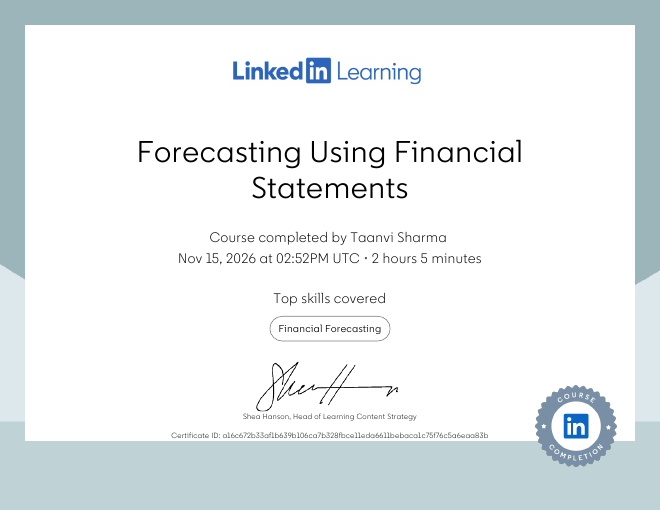 Linked in Learning
Forecasting Using Financial
Statements
Course completed by Taanvi Sharma
Nov 15, 2026 at 02:52PM UTC • 2 hours 5 minutes
Top skills covered
Financial Forecasting
Shea Hanson, Head of Learning Content Strategy
Certificate ID: a16c672b33af1b639b106ca7b328fbce11eda6611bebaca1c75f76c5a6eaa83b
COURSE
in
COMPLETION